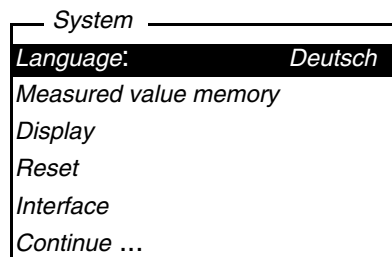 System
Language: Deutsch
Measured value memory
Display
Reset
Interface
Continue ...